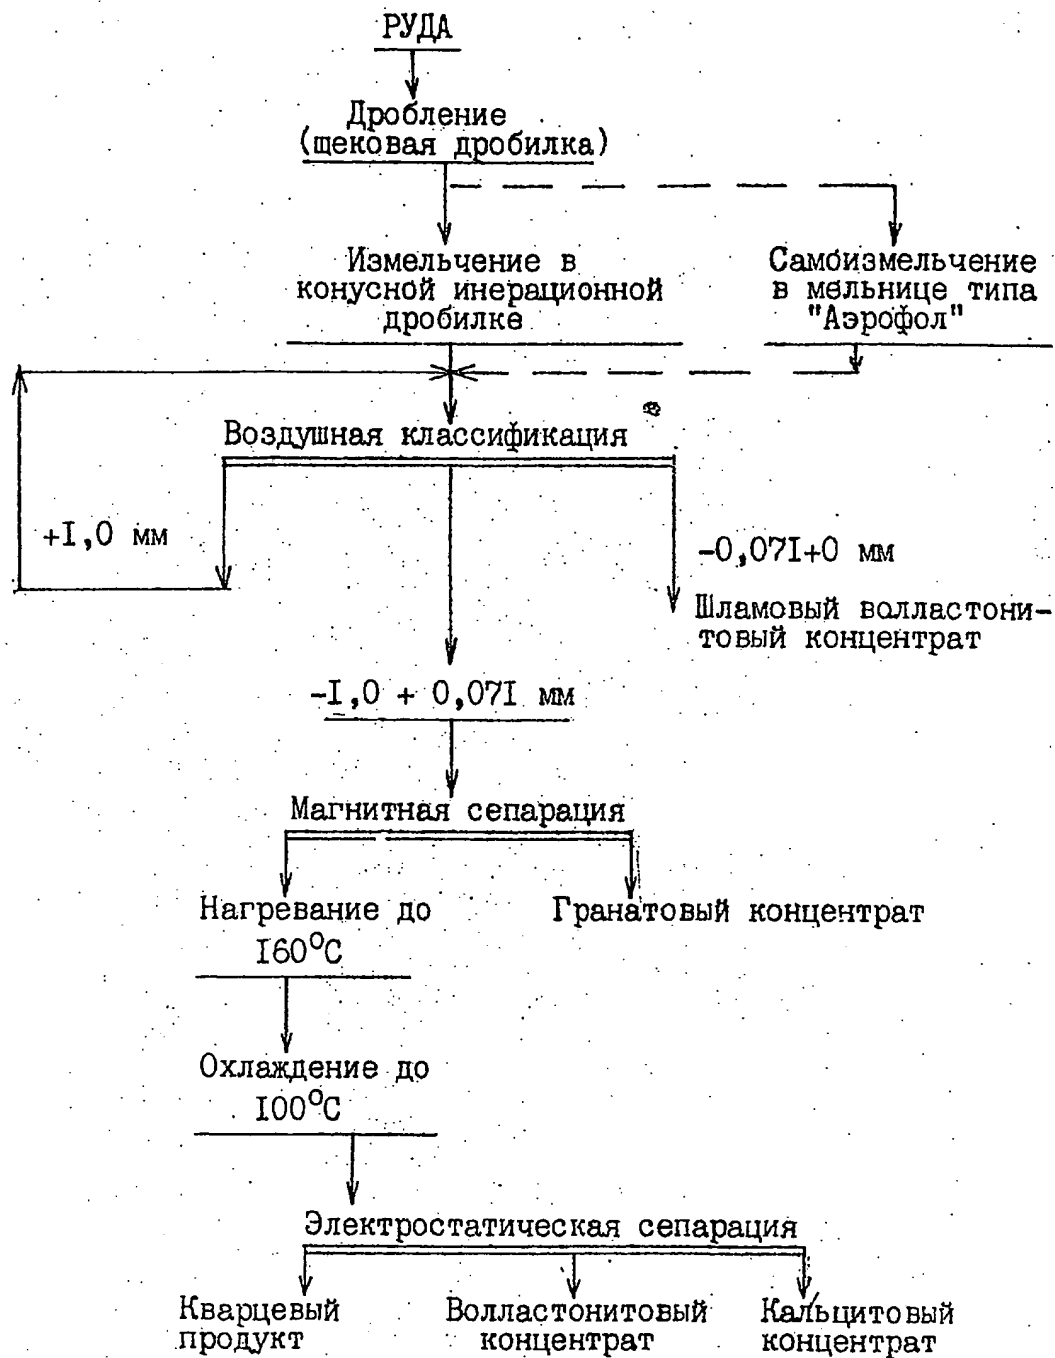 РУДА
Дробление
(щековая дробилка)
Измельчение в
конусной инерационной
дробилке
Самоизмельчение
в мельнице типа
"Аэрофол"
Воздушная классификация
+I,0 мм
-0,07I+0 мм
Шламовый волластони-
товый концентрат
-I,0 + 0,07I мм
Магнитная сепарация
Нагревание до
I60°C
Гранатовый концентрат
Охлаждение до
I00°C
Электростатическая сепарация
Кварцевый
продукт
Волластонитовый
концентрат
Кальцитовый
концентрат